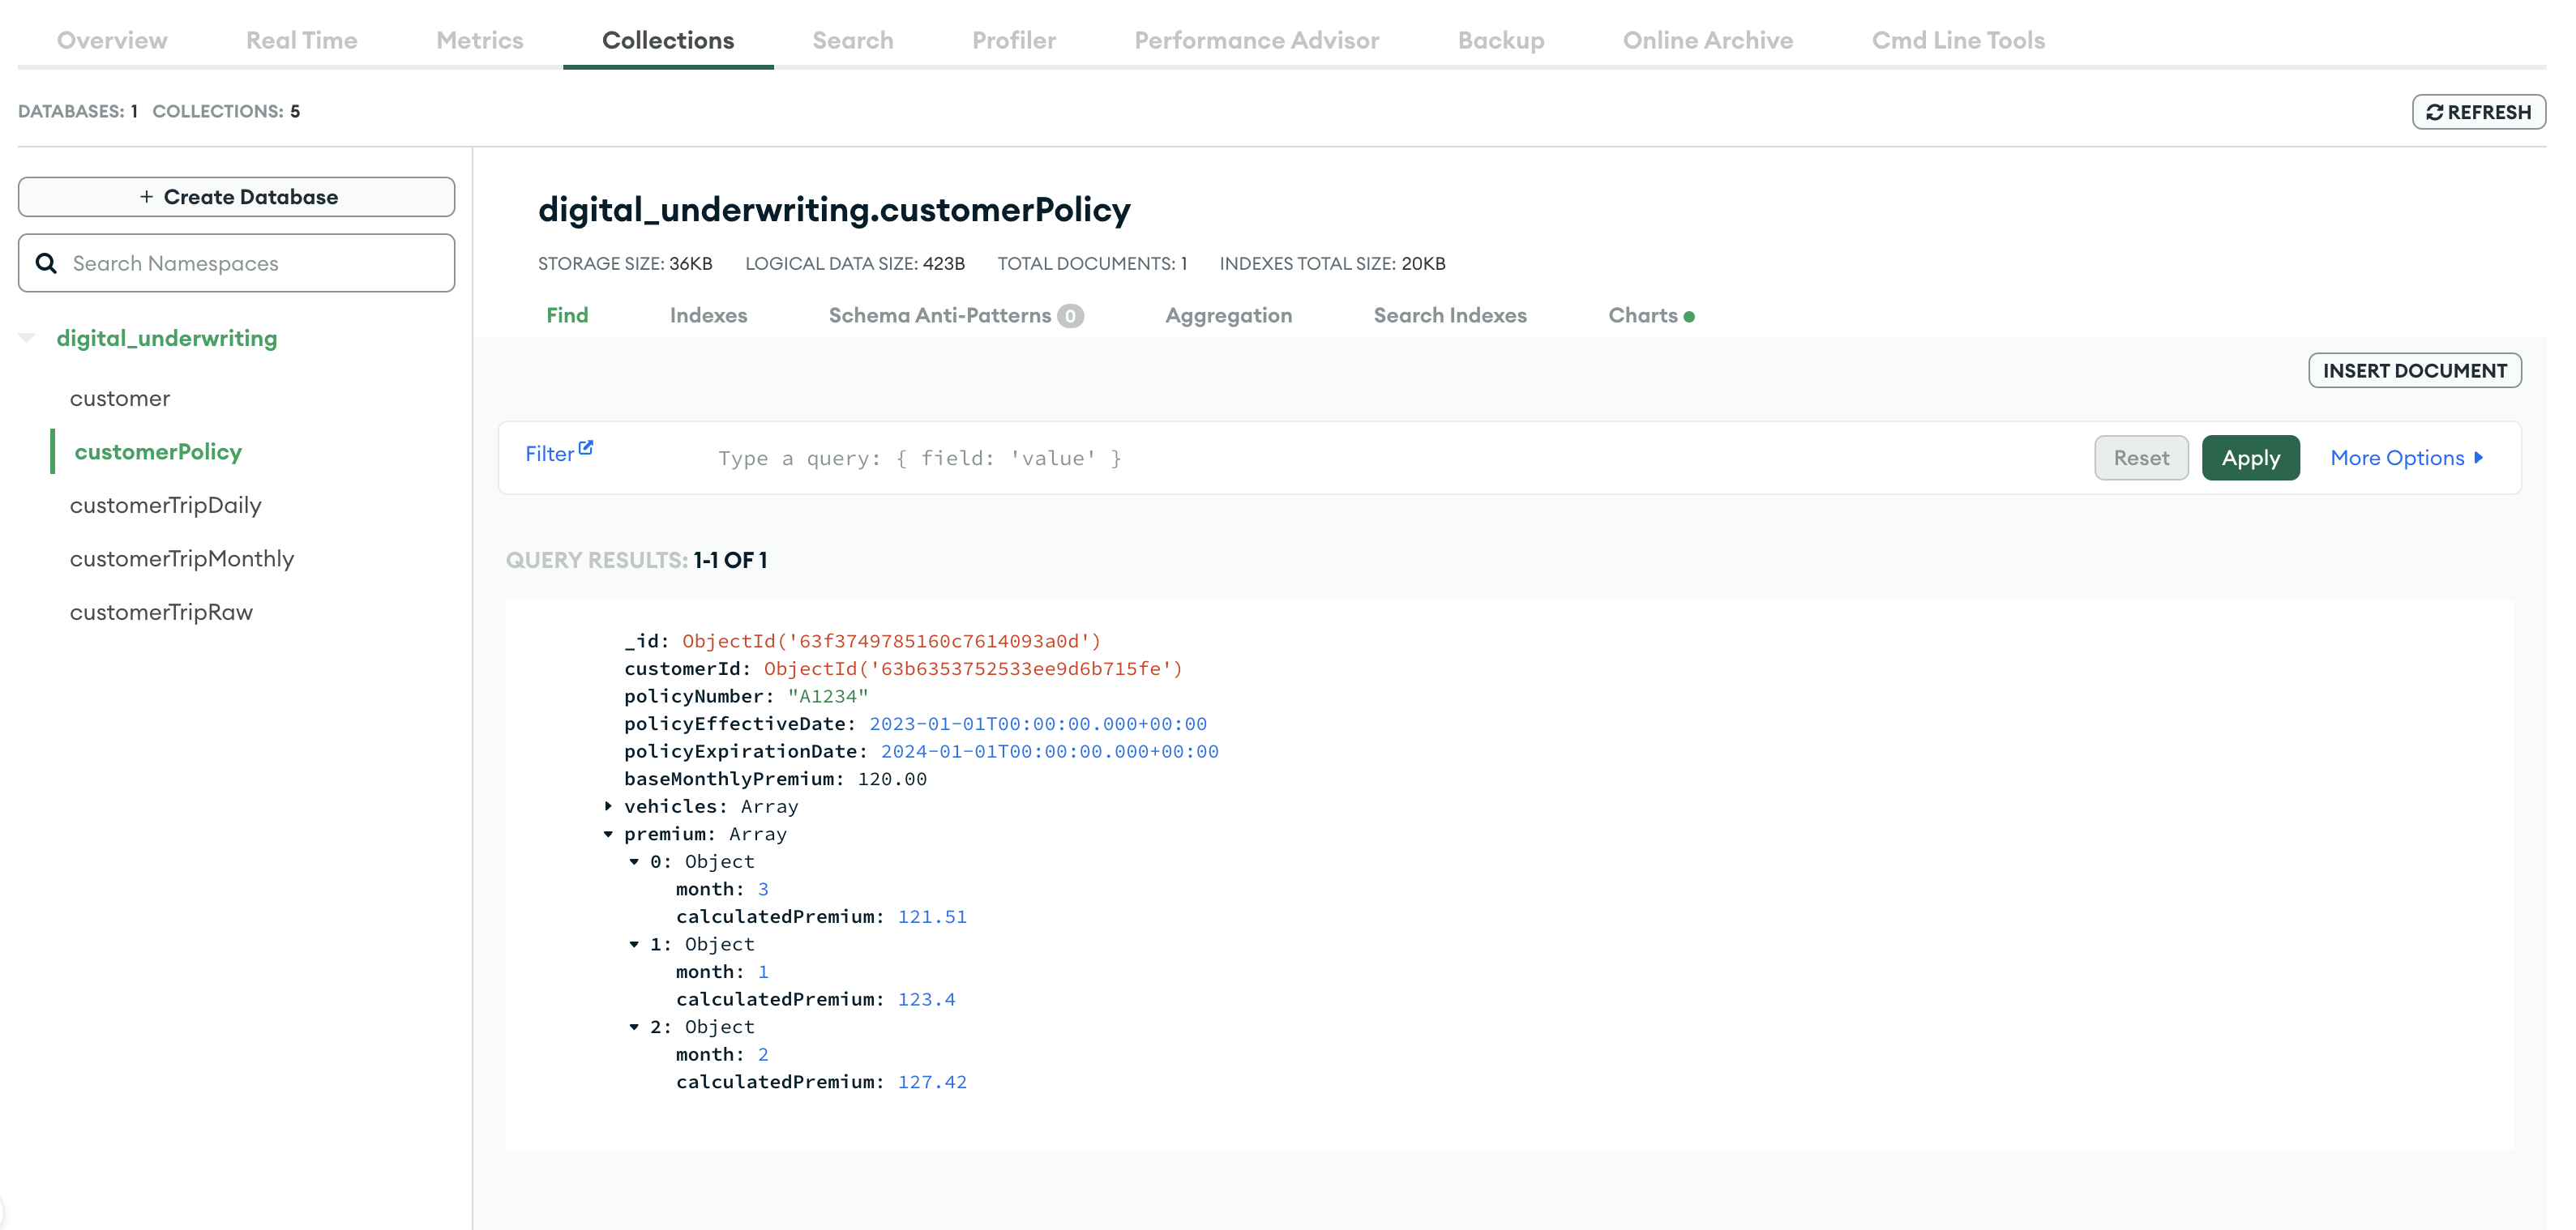 Overview Real Time Metrics Collections Search Profiler Performance Advisor Backup Online Archive Cmd Line Tools
DATABASES: 1 COLLECTIONS: 5
REFRESH
+ Create Database
Search Namespaces
digital_underwriting
customer
customerPolicy
customerTripDaily
customerTripMonthly
customerTripRaw
digital_underwriting.customerPolicy
STORAGE SIZE: 36KB LOGICAL DATA SIZE: 423B TOTAL DOCUMENTS: 1 INDEXES TOTAL SIZE: 20KB
Find Indexes Schema Anti-Patterns 0 Aggregation Search Indexes Charts
INSERT DOCUMENT
Filter Type a query: { field: 'value' } Reset Apply More Options
QUERY RESULTS: 1-1 OF 1
_id: ObjectId('63f3749785160c7614093a0d')
customerId: ObjectId('63b6353752533ee9d6b715fe')
policyNumber: "A1234"
policyEffectiveDate: 2023-01-01T00:00:00.000+00:00
policyExpirationDate: 2024-01-01T00:00:00.000+00:00
baseMonthlyPremium: 120.00
vehicles: Array
premium: Array
0: Object
month: 3
calculatedPremium: 121.51
1: Object
month: 1
calculatedPremium: 123.4
2: Object
month: 2
calculatedPremium: 127.42